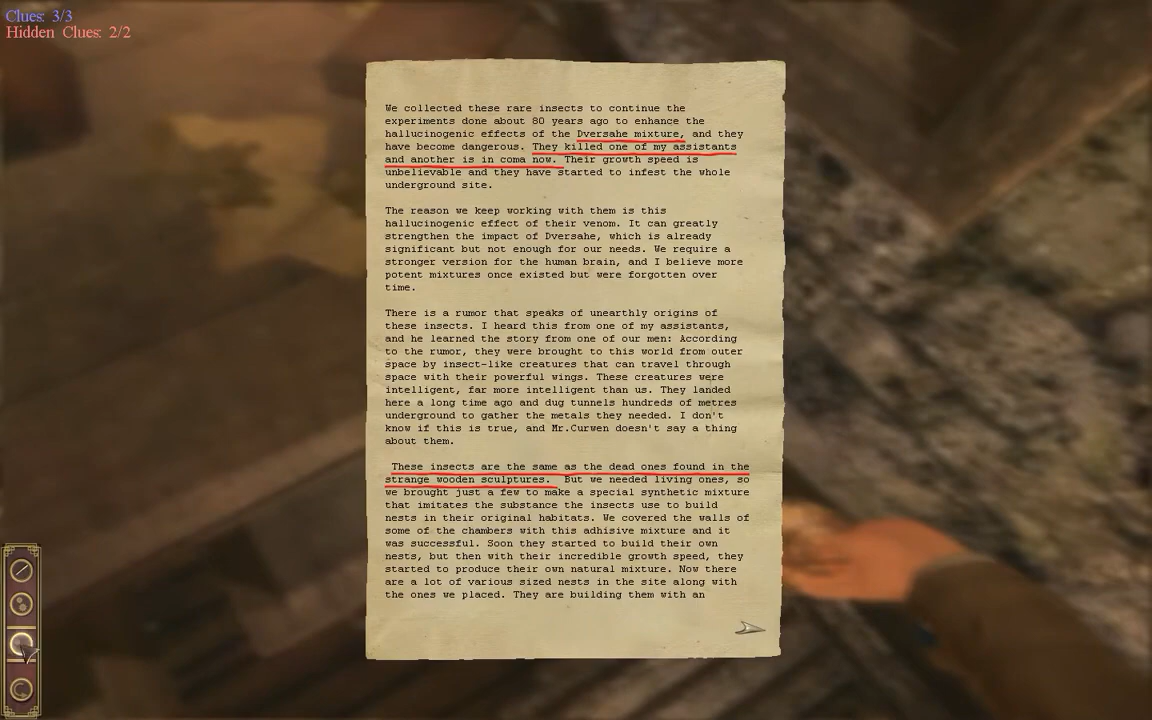 Clues: 3/3
Hidden Clues: 2/2
We collected these rare insects to continue the
experiments done about 80 years ago to enhance the
hallucinogenic effects of the Dversahe mixture, and they
have become dangerous. They killed one of my assistants
and another is in coma now. Their growth speed is
unbelievable and they have started to infest the whole
underground site.
The reason we keep working with them is this
hallucinogenic effect of their venom. It can greatly
strengthen the impact of Dversahe, which is already
significant but not enough for our needs. We require a
stronger version for the human brain, and I believe more
potent mixtures once existed but were forgotten over
time.
There is a rumor that speaks of unearthly origins of
these insects. I heard this from one of my assistants,
and he learned the story from one of our men: According
to the rumor, they were brought to this world from outer
space by insect-like creatures that can travel through
space with their powerful wings. These creatures were
intelligent, far more intelligent than us. They landed
here a long time ago and dug tunnels hundreds of metres
underground to gather the metals they needed. I don't
know if this is true, and Mr.Curwen doesn't say a thing
about them.
These insects are the same as the dead ones found in the
strange wooden sculptures. But we needed living ones, so
we brought just a few to make a special synthetic mixture
that imitates the substance the insects use to build
nests in their original habitats. We covered the walls of
some of the chambers with this adhisive mixture and it
was successful. Soon they started to build their own
nests, but then with their incredible growth speed, they
started to produce their own natural mixture. Now there
are a lot of various sized nests in the site along with
the ones we placed. They are building them with an